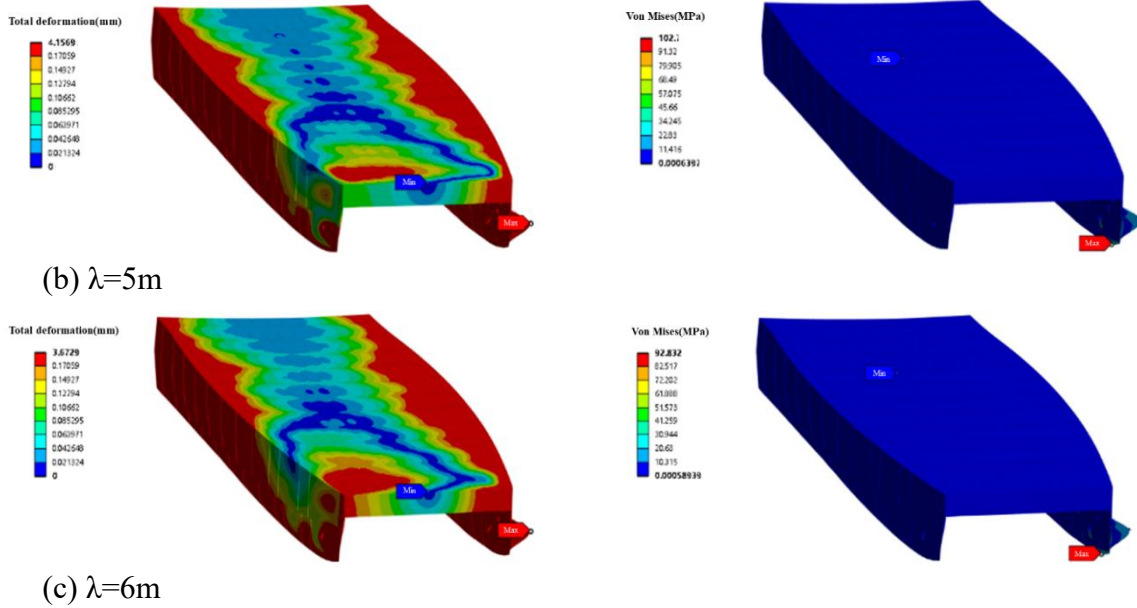 Total deformation(mm)
4.1569
0.17059
0.14927
0.12794
0.10662
0.085295
0.063971
0.042648
0.021324
0
Min
Max
Von Mises(MPa)
102.7
91.32
79.905
68.49
57.075
45.66
34.245
22.83
11.416
0.0006397
Min
Max
(b) λ=5m
Total deformation(mm)
3.6729
0.17059
0.14927
0.12794
0.10662
0.085295
0.063971
0.042648
0.021324
0
Min
Max
Von Mises(MPa)
92.832
82.517
72.202
61.888
51.573
41.259
30.944
20.63
10.315
0.00058939
Min
Max
(c) λ=6m